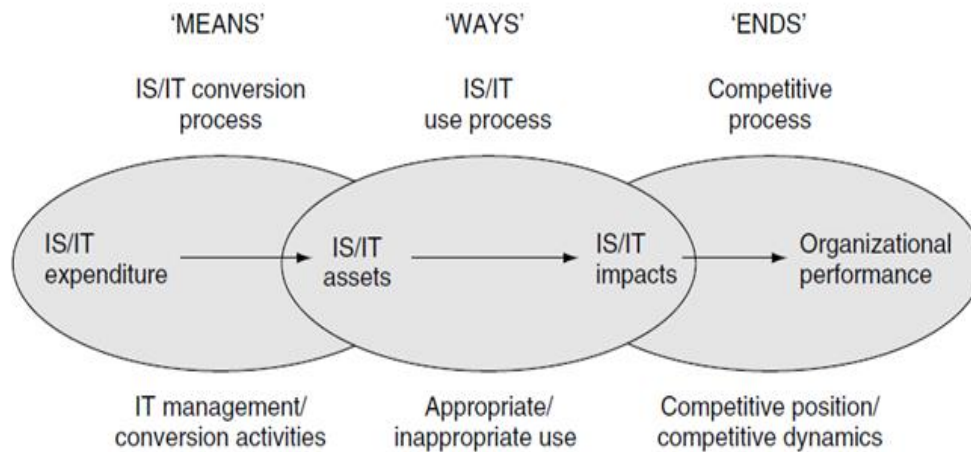 'MEANS'
'WAYS'
'ENDS'
IS/IT conversion
process
IS/IT
use process
Competitive
process
IS/IT
expenditure
IS/IT
assets
IS/IT
impacts
Organizational
performance
IT management/
conversion activities
Appropriate/
inappropriate use
Competitive position/
competitive dynamics